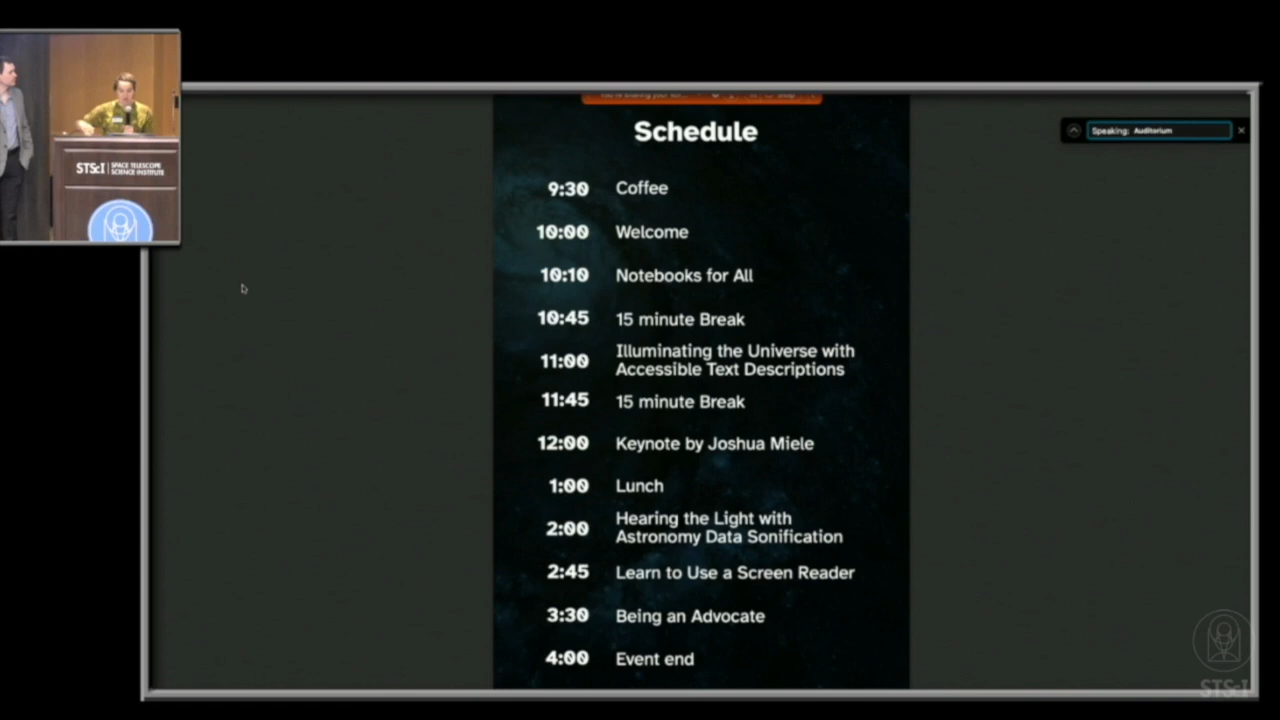 STScI | SPACE TELESCOPE
SCIENCE INSTITUTE
Speaking: Auditorium
Schedule
9:30 Coffee
10:00 Welcome
10:10 Notebooks for All
10:45 15 minute Break
11:00 Illuminating the Universe with
Accessible Text Descriptions
11:45 15 minute Break
12:00 Keynote by Joshua Miele
1:00 Lunch
2:00 Hearing the Light with
Astronomy Data Sonification
2:45 Learn to Use a Screen Reader
3:30 Being an Advocate
4:00 Event end
STScI